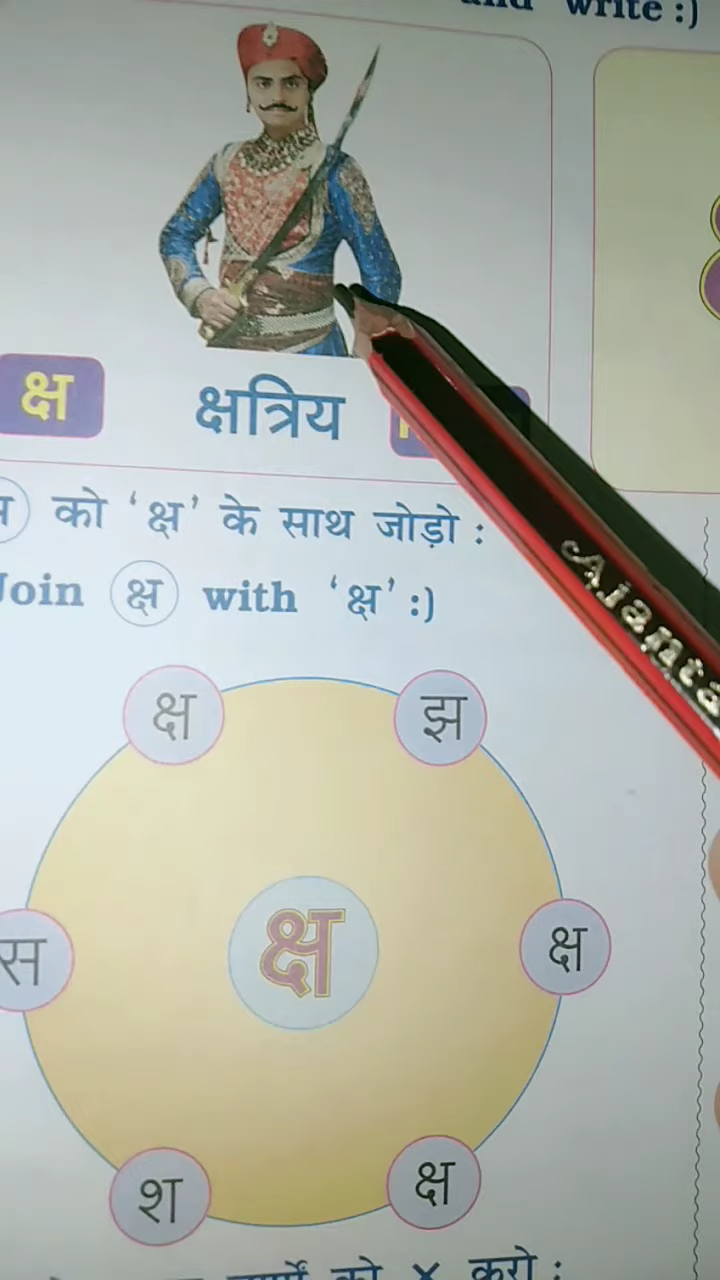 write :)
क्ष क्षत्रिय
को ‘क्ष’ के साथ जोड़ो :
Join क्ष with ‘क्ष’ :)
Ajanta
क्ष झ
स क्ष क्ष
श क्ष
को × करो :